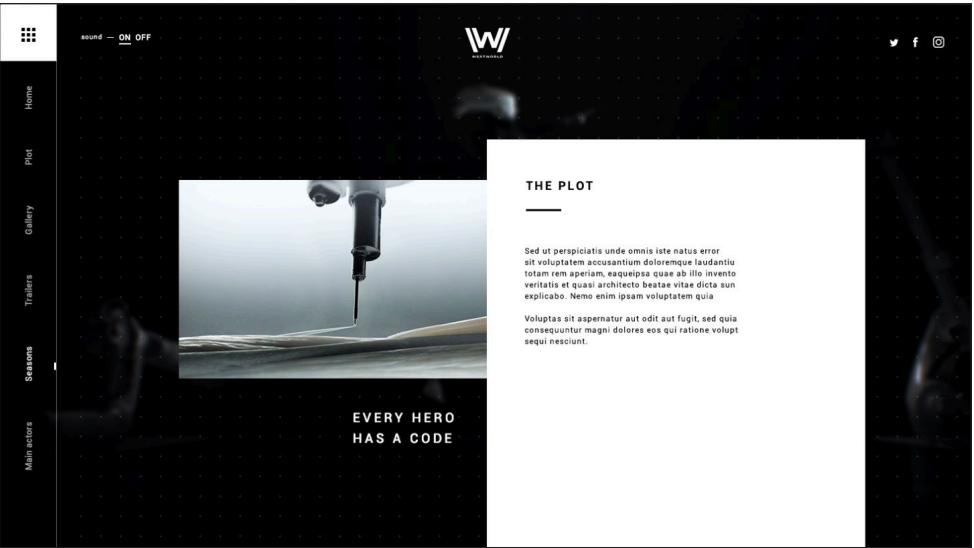 sound — ON OFF
WESTWORLD
Home
Plot
Gallery
Trailers
Seasons
Main actors
THE PLOT
Sed ut perspiciatis unde omnis iste natus error
sit voluptatem accusantium doloremque laudantiu
totam rem aperiam, eaqueipsa quae ab illo invento
veritatis et quasi architecto beatae vitae dicta sun
explicabo. Nemo enim ipsam voluptatem quia
Voluptas sit aspernatur aut odit aut fugit, sed quia
consequuntur magni dolores eos qui ratione volupt
sequi nesciunt.
EVERY HERO
HAS A CODE